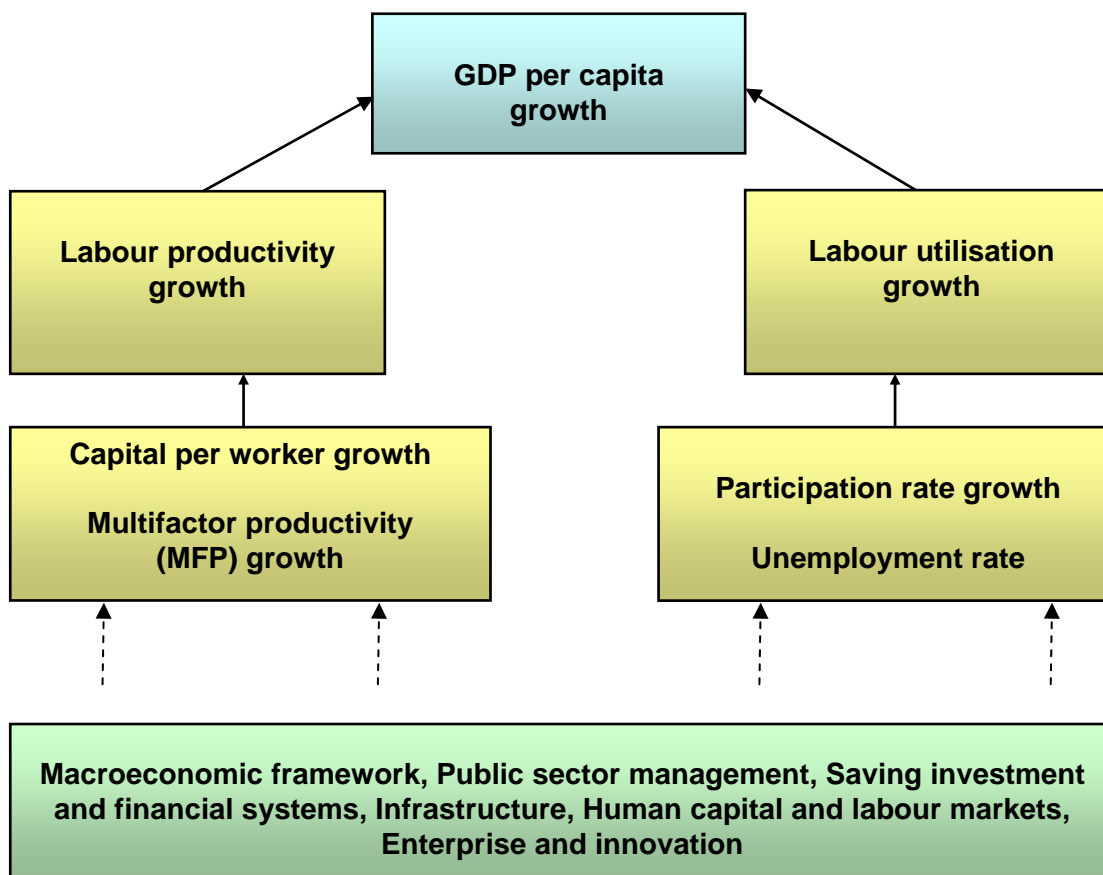 GDP per capita
growth
Labour productivity
growth
Labour utilisation
growth
Capital per worker growth
Multifactor productivity
(MFP) growth
Participation rate growth
Unemployment rate
Macroeconomic framework, Public sector management, Saving investment
and financial systems, Infrastructure, Human capital and labour markets,
Enterprise and innovation